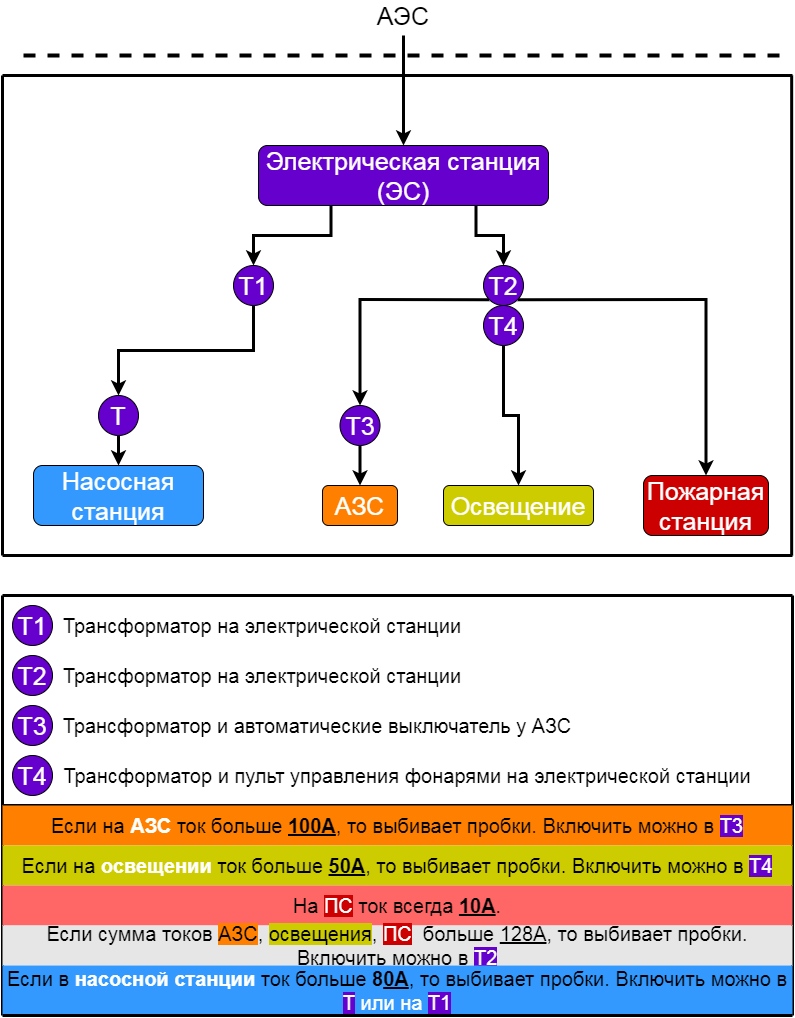 АЭС
Электрическая станция
(ЭС)
Т1
Т2
Т4
Т
Т3
Насосная
станция
АЗС
Освещение
Пожарная
станция
Т1 Трансформатор на электрической станции
Т2 Трансформатор на электрической станции
Т3 Трансформатор и автоматические выключатель у АЗС
Т4 Трансформатор и пульт управления фонарями на электрической станции
Если на АЗС ток больше 100А, то выбивает пробки. Включить можно в Т3
Если на освещении ток больше 50А, то выбивает пробки. Включить можно в Т4
На ПС ток всегда 10А.
Если сумма токов АЗС, освещения, ПС больше 128А, то выбивает пробки.
Включить можно в Т2
Если в насосной станции ток больше 80А, то выбивает пробки. Включить можно в
Т или на Т1